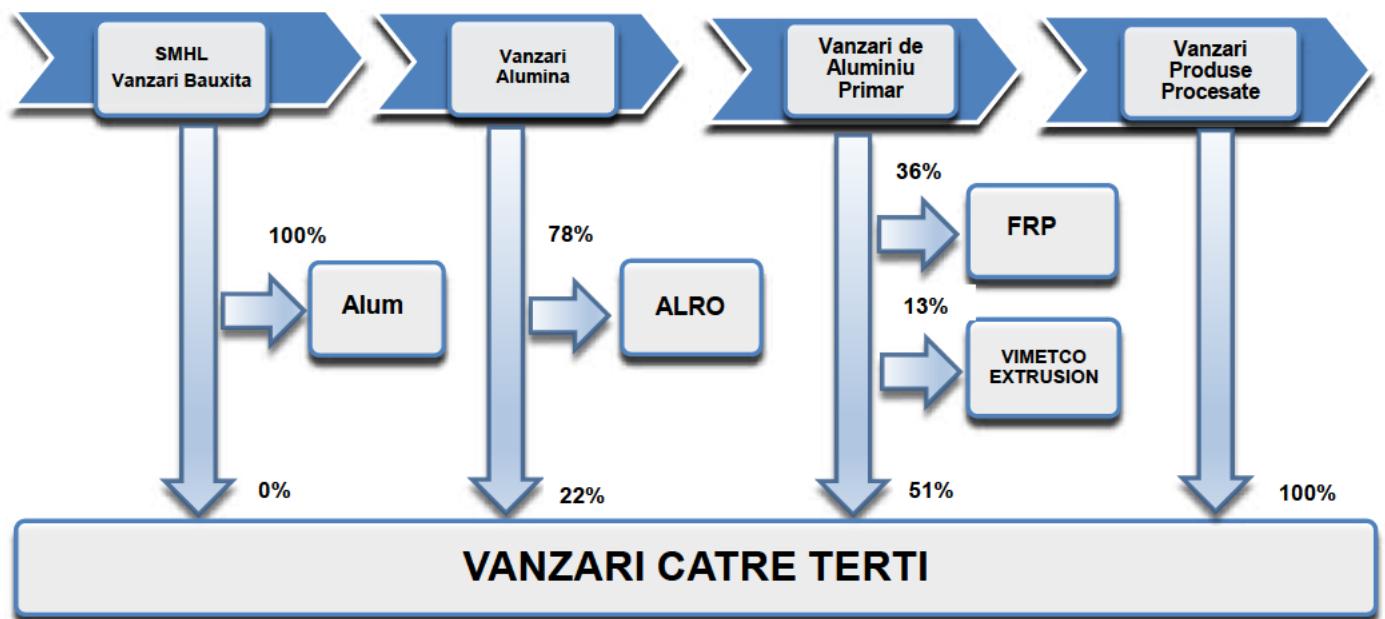 SMHL
Vanzari Bauxita
Vanzari
Alumina
Vanzari de
Aluminiu
Primar
Vanzari
Produse
Procesate
36%
FRP
100%
78%
Alum
ALRO
13%
VIMETCO
EXTRUSION
0%
22%
51%
100%
VANZARI CATRE TERTI